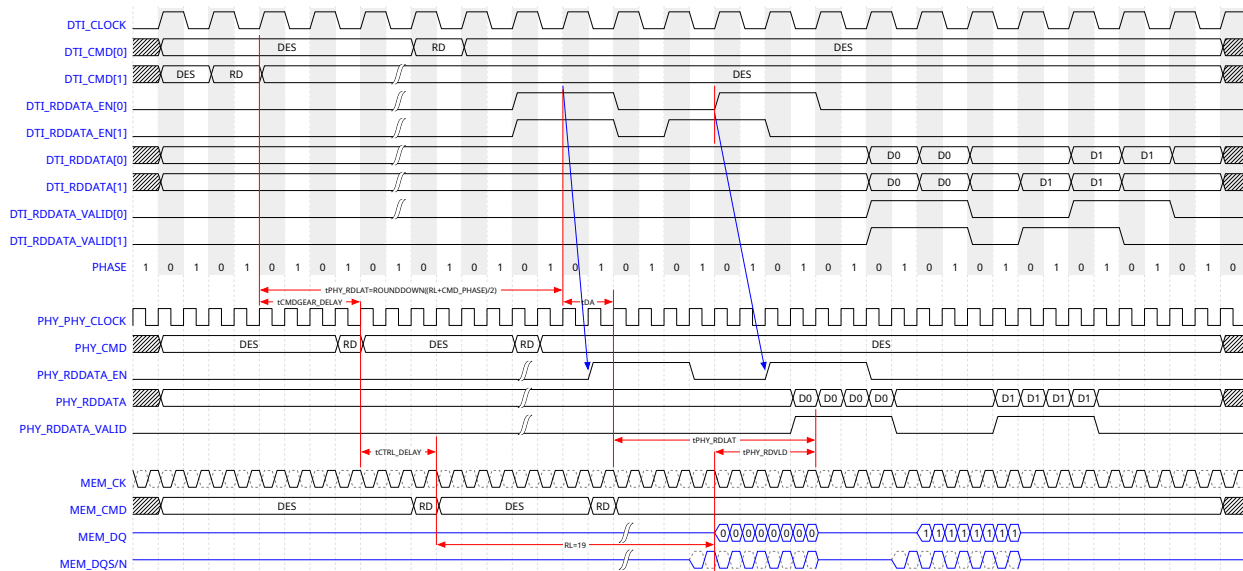 DTI_CLOCK
DTI_CMD[0] DES RD DES
DTI_CMD[1] DES RD DES
DTI_RDDATA_EN[0]
DTI_RDDATA_EN[1]
DTI_RDDATA[0] D0 D0 D1 D1
DTI_RDDATA[1] D0 D0 D1 D1
DTI_RDDATA_VALID[0]
DTI_RDDATA_VALID[1]
PHASE 1 0 1 0 1 0 1 0 1 0 1 0 1 0 1 0 1 0 1 0 1 0 1 0 1 0 1 0 1 0 1 0 1 0 1 0 1 0 1 0 1 0 1 0
tPHY_RDLAT=ROUNDDOWN((RL+CMD_PHASE)/2)
tCMDGEAR_DELAY tDA
PHY_PHY_CLOCK
PHY_CMD DES RD DES RD DES
PHY_RDDATA_EN
PHY_RDDATA D0 D0 D0 D0 D1 D1 D1 D1
PHY_RDDATA_VALID
tPHY_RDLAT
tCTRL_DELAY tPHY_RDVLD
MEM_CK
MEM_CMD DES RD DES RD
MEM_DQ 0 0 0 0 0 0 0 0 1 1 1 1 1 1 1 1
RL=19
MEM_DQS/N